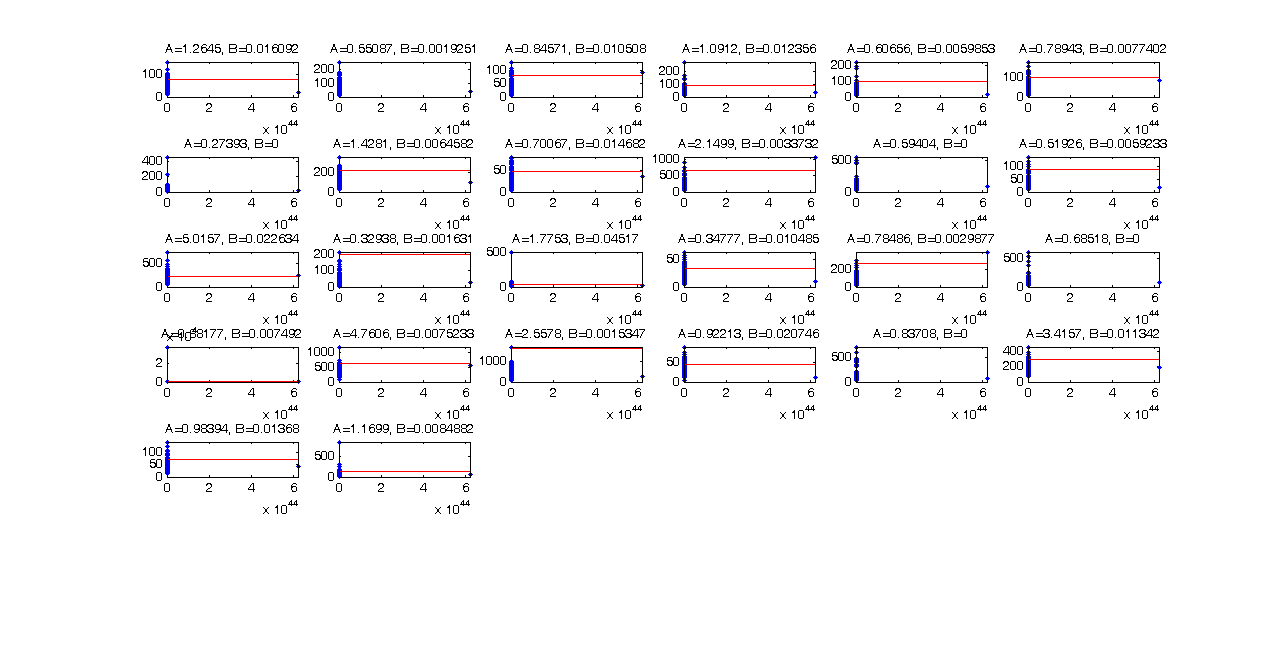 A=1.2645, B=0.016092 A=0.55087, B=0.0019251 A=0.84571, B=0.010508 A=1.0912, B=0.012356 A=0.60656, B=0.0059853 A=0.78943, B=0.0077402
100 0 200 100 0 100 50 0 200 100 0 200 100 0 100 0
0 2 4 6 0 2 4 6 0 2 4 6 0 2 4 6 0 2 4 6 0 2 4 6
x 10^44 x 10^44 x 10^44 x 10^44 x 10^44 x 10^44
A=0.27393, B=0 A=1.4281, B=0.0064582 A=0.70067, B=0.014682 A=2.1499, B=0.0033732 A=0.59404, B=0 A=0.51926, B=0.0059233
400 200 0 200 0 50 0 1000 500 0 500 0 100 50 0
0 2 4 6 0 2 4 6 0 2 4 6 0 2 4 6 0 2 4 6 0 2 4 6
x 10^44 x 10^44 x 10^44 x 10^44 x 10^44 x 10^44
A=5.0157, B=0.022634 A=0.32938, B=0.001631 A=1.7753, B=0.04517 A=0.34777, B=0.010485 A=0.78486, B=0.0029877 A=0.68518, B=0
500 0 200 100 0 500 0 50 0 200 0 500 0
0 2 4 6 0 2 4 6 0 2 4 6 0 2 4 6 0 2 4 6 0 2 4 6
x 10^44 x 10^44 x 10^44 x 10^44 x 10^44 x 10^44
B=0.007492 A=4.7606, B=0.0075233 A=2.5578, B=0.0015347 A=0.92213, B=0.020746 A=0.83708, B=0 A=3.4157, B=0.011342
2 0 1000 500 0 1000 0 50 0 500 0 400 200 0
0 2 4 6 0 2 4 6 0 2 4 6 0 2 4 6 0 2 4 6 0 2 4 6
x 10^44 x 10^44 x 10^44 x 10^44 x 10^44 x 10^44
A=0.98394, B=0.01368 A=1.1699, B=0.0084882
100 50 0 500 0
0 2 4 6 0 2 4 6
x 10^44 x 10^44